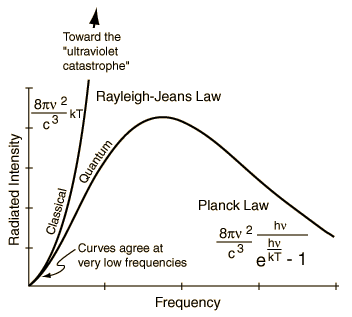 Toward the
"ultraviolet
catastrophe"
Rayleigh-Jeans Law
8πν²/c³ kT
Classical
Quantum
Planck Law
8πν²/c³ hν/(e^(hν/kT) - 1)
Curves agree at
very low frequencies
Radiated Intensity
Frequency